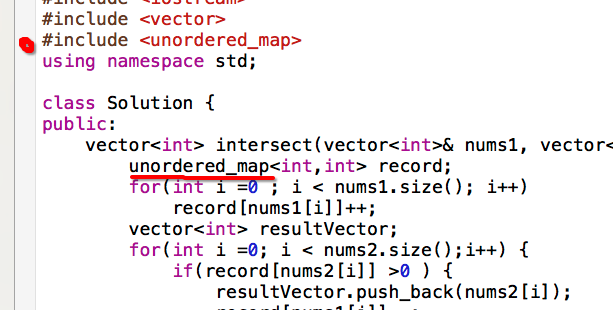 #include <iostream>
#include <vector>
#include <unordered_map>
using namespace std;
class Solution {
public:
vector<int> intersect(vector<int>& nums1, vector<
unordered_map<int,int> record;
for(int i =0 ; i < nums1.size(); i++)
record[nums1[i]]++;
vector<int> resultVector;
for(int i =0; i < nums2.size();i++) {
if(record[nums2[i]] >0 ) {
resultVector.push_back(nums2[i]);